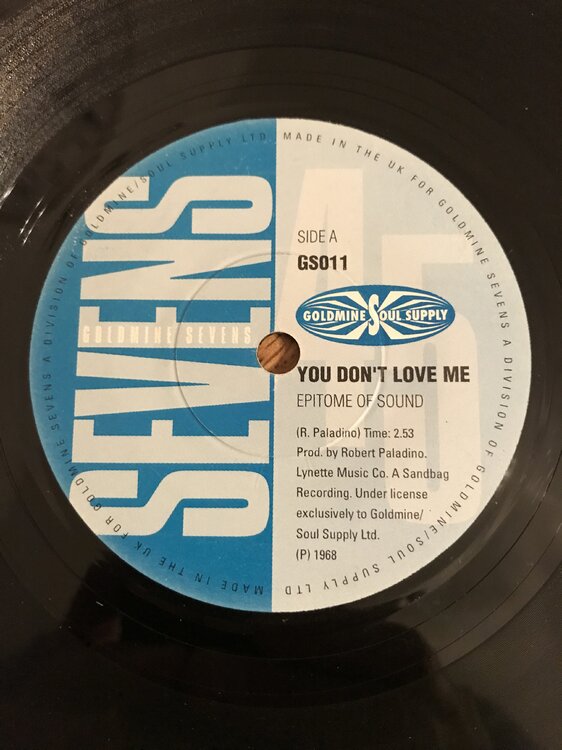 MADE IN THE UK FOR GOLDMINE SEVENS A DIVISION OF GOLDMINE/SOUL SUPPLY LTD
MADE IN THE UK FOR GOLDMINE SEVENS A DIVISION OF GOLDMINE/SOUL SUPPLY LTD
SEVENS
GOLDMINE SEVENS
45
SIDE A
GS011
GOLDMINE SOUL SUPPLY
YOU DON'T LOVE ME
EPITOME OF SOUND
(R. Paladino) Time: 2.53
Prod. by Robert Paladino.
Lynette Music Co. A Sandbag
Recording. Under license
exclusively to Goldmine/
Soul Supply Ltd.
(P) 1968